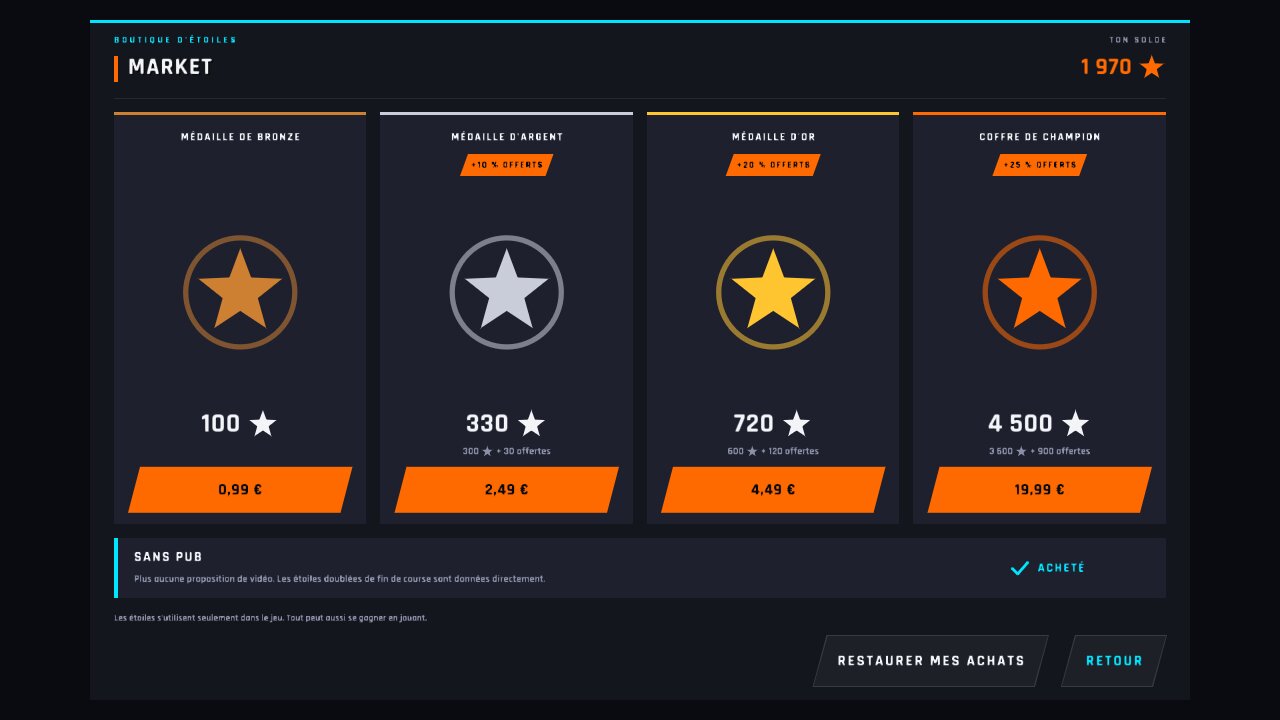 BOUTIQUE D'ÉTOILES
TON SOLDE
MARKET
1 970
MÉDAILLE DE BRONZE
MÉDAILLE D'ARGENT
MÉDAILLE D'OR
COFFRE DE CHAMPION
+10 % OFFERTS
+20 % OFFERTS
+25 % OFFERTS
100
330
720
4 500
300 ★ + 30 offertes
600 ★ + 120 offertes
3 600 ★ + 900 offertes
0,99 €
2,49 €
4,49 €
19,99 €
SANS PUB
Plus aucune proposition de vidéo. Les étoiles doublées de fin de course sont données directement.
ACHETÉ
Les étoiles s'utilisent seulement dans le jeu. Tout peut aussi se gagner en jouant.
RESTAURER MES ACHATS
RETOUR